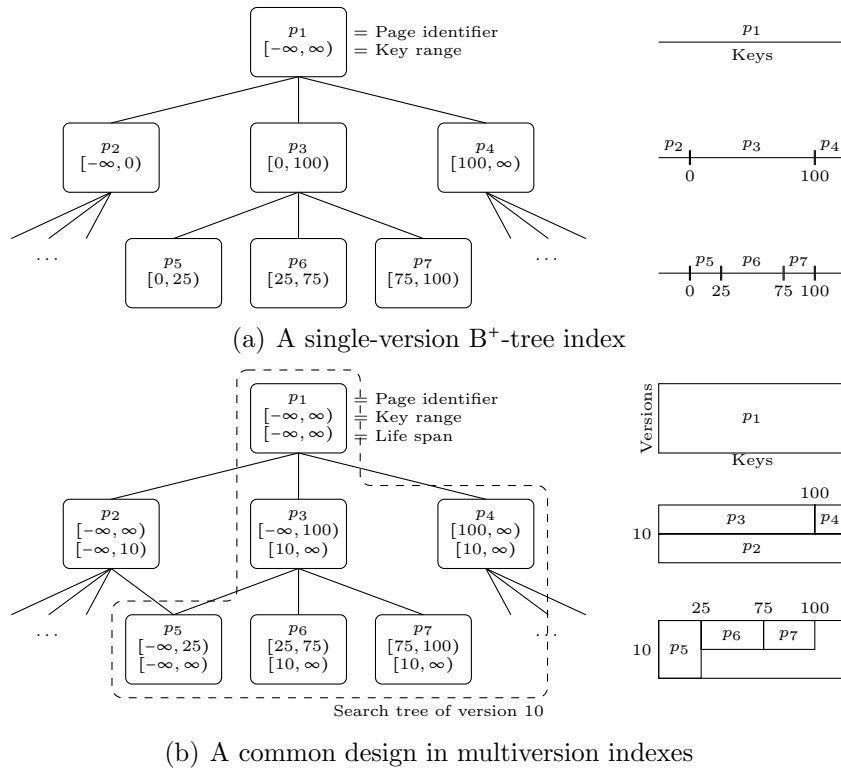 p1 = Page identifier
[-∞, ∞) = Key range
p1
Keys
p2
[-∞, 0)
p3
[0, 100)
p4
[100, ∞)
p2 p3 p4
0 100
... ...
p5
[0, 25)
p6
[25, 75)
p7
[75, 100)
p5 p6 p7
0 25 75 100
(a) A single-version B+-tree index
p1 = Page identifier
[-∞, ∞) = Key range
[-∞, ∞) = Life span
Versions
p1
Keys
p2
[-∞, ∞)
[-∞, 10)
p3
[-∞, 100)
[10, ∞)
p4
[100, ∞)
[10, ∞)
100
p3 p4
10
p2
... ...
p5
[-∞, 25)
[-∞, ∞)
p6
[25, 75)
[10, ∞)
p7
[75, 100)
[10, ∞)
25 75 100
10 p5 p6 p7
Search tree of version 10
(b) A common design in multiversion indexes